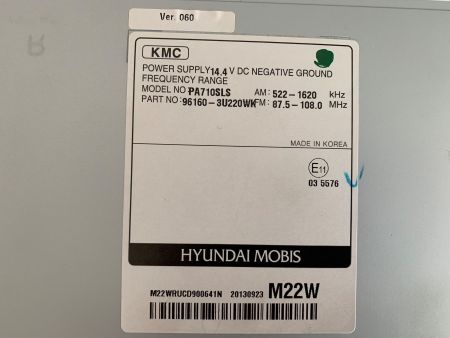 Ver. 060
KMC
POWER SUPPLY 14.4 V DC NEGATIVE GROUND
FREQUENCY RANGE
MODEL NO : PA710SLS AM : 522-1620 kHz
PART NO : 96160-3U220WK FM : 87.5-108.0 MHz
MADE IN KOREA
E11
03 5576
HYUNDAI MOBIS
M22WRUCD900641N 20130923 M22W